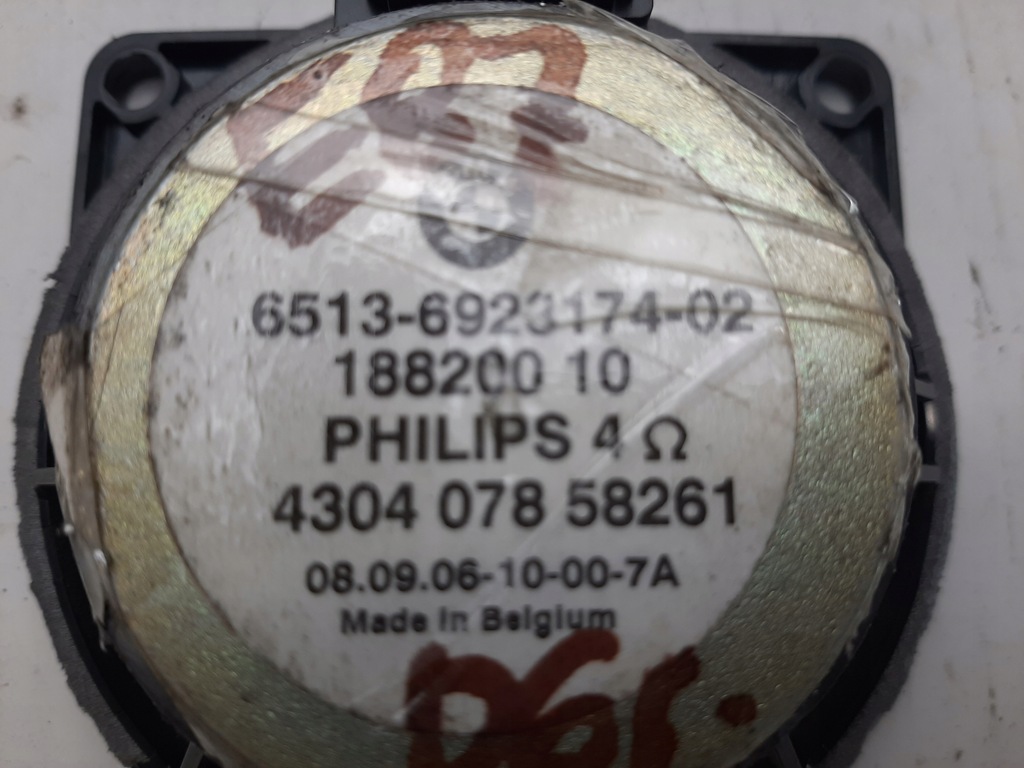 6513-6923174-02
188200 10
PHILIPS 4 Ω
4304 078 58261
08.09.06-10-00-7A
Made in Belgium